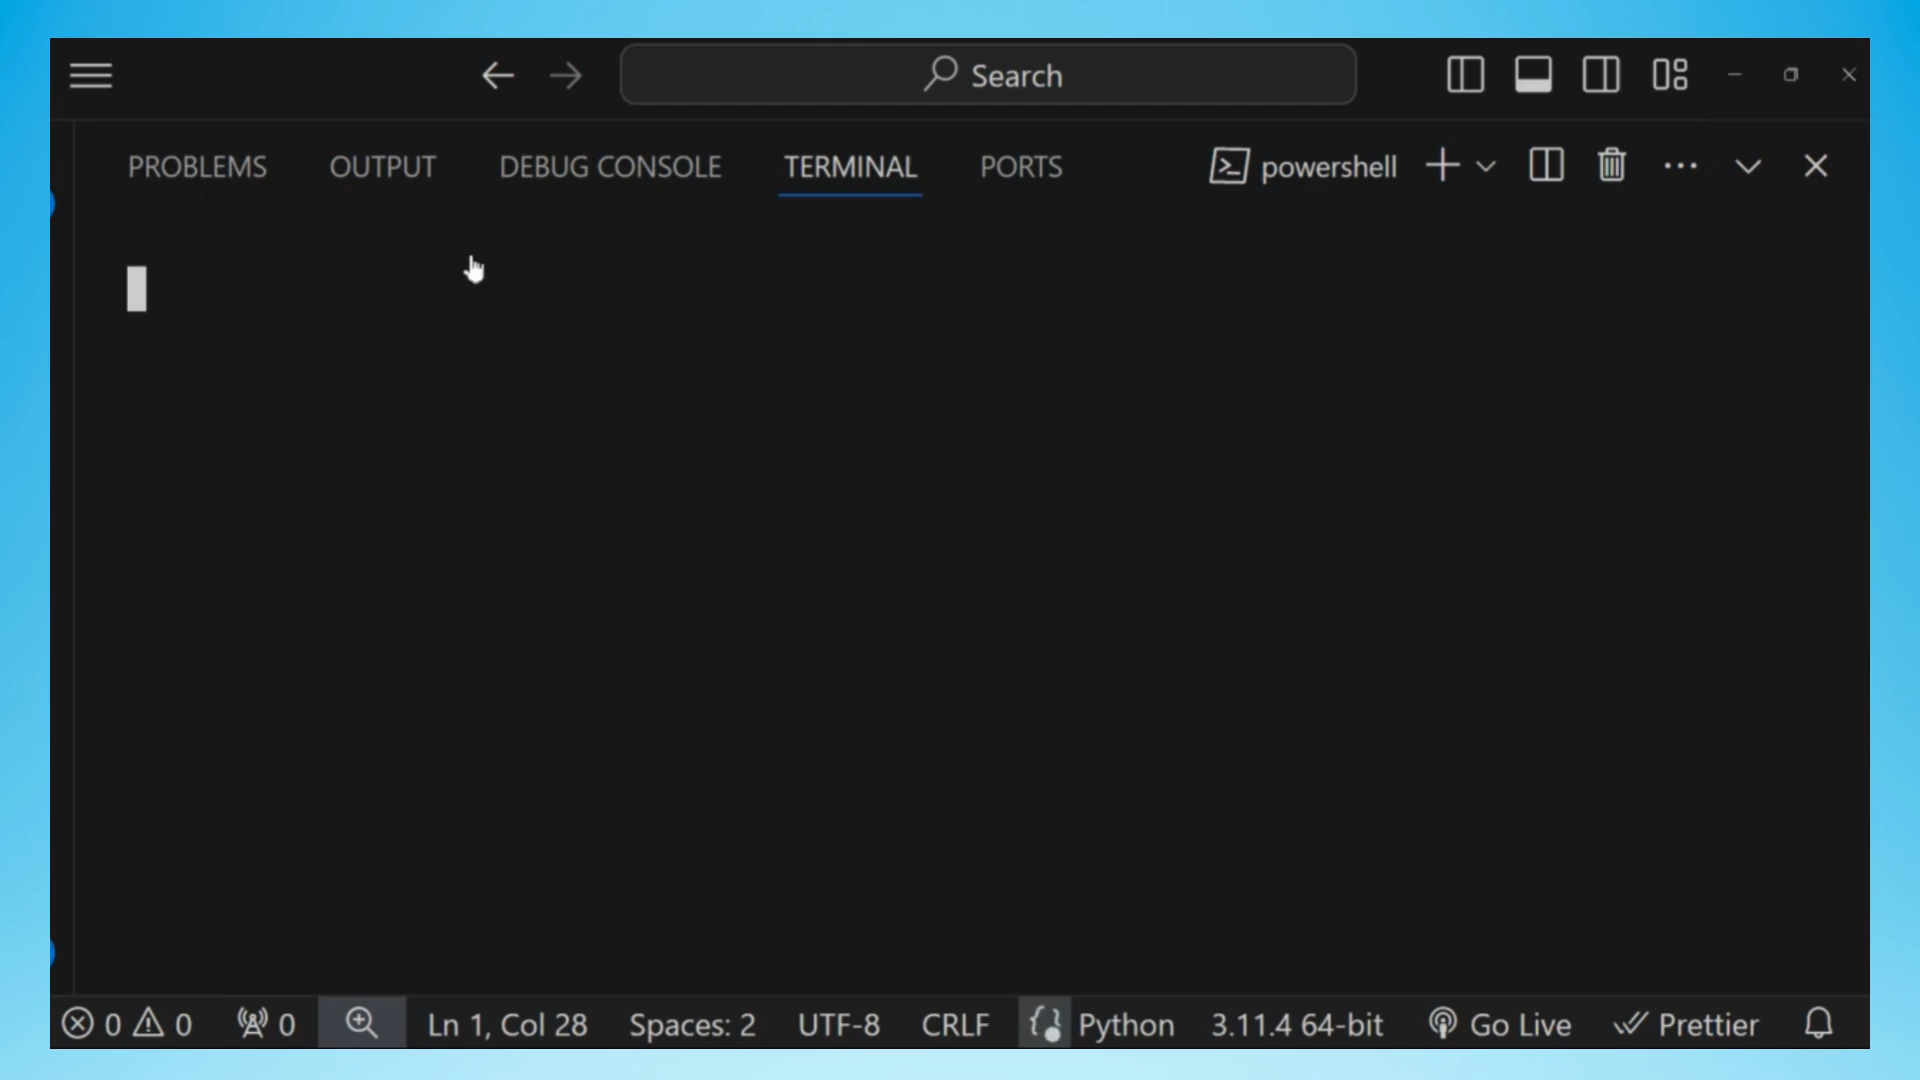 Search
PROBLEMS OUTPUT DEBUG CONSOLE TERMINAL PORTS powershell
0 0 0 Ln 1, Col 28 Spaces: 2 UTF-8 CRLF Python 3.11.4 64-bit Go Live Prettier